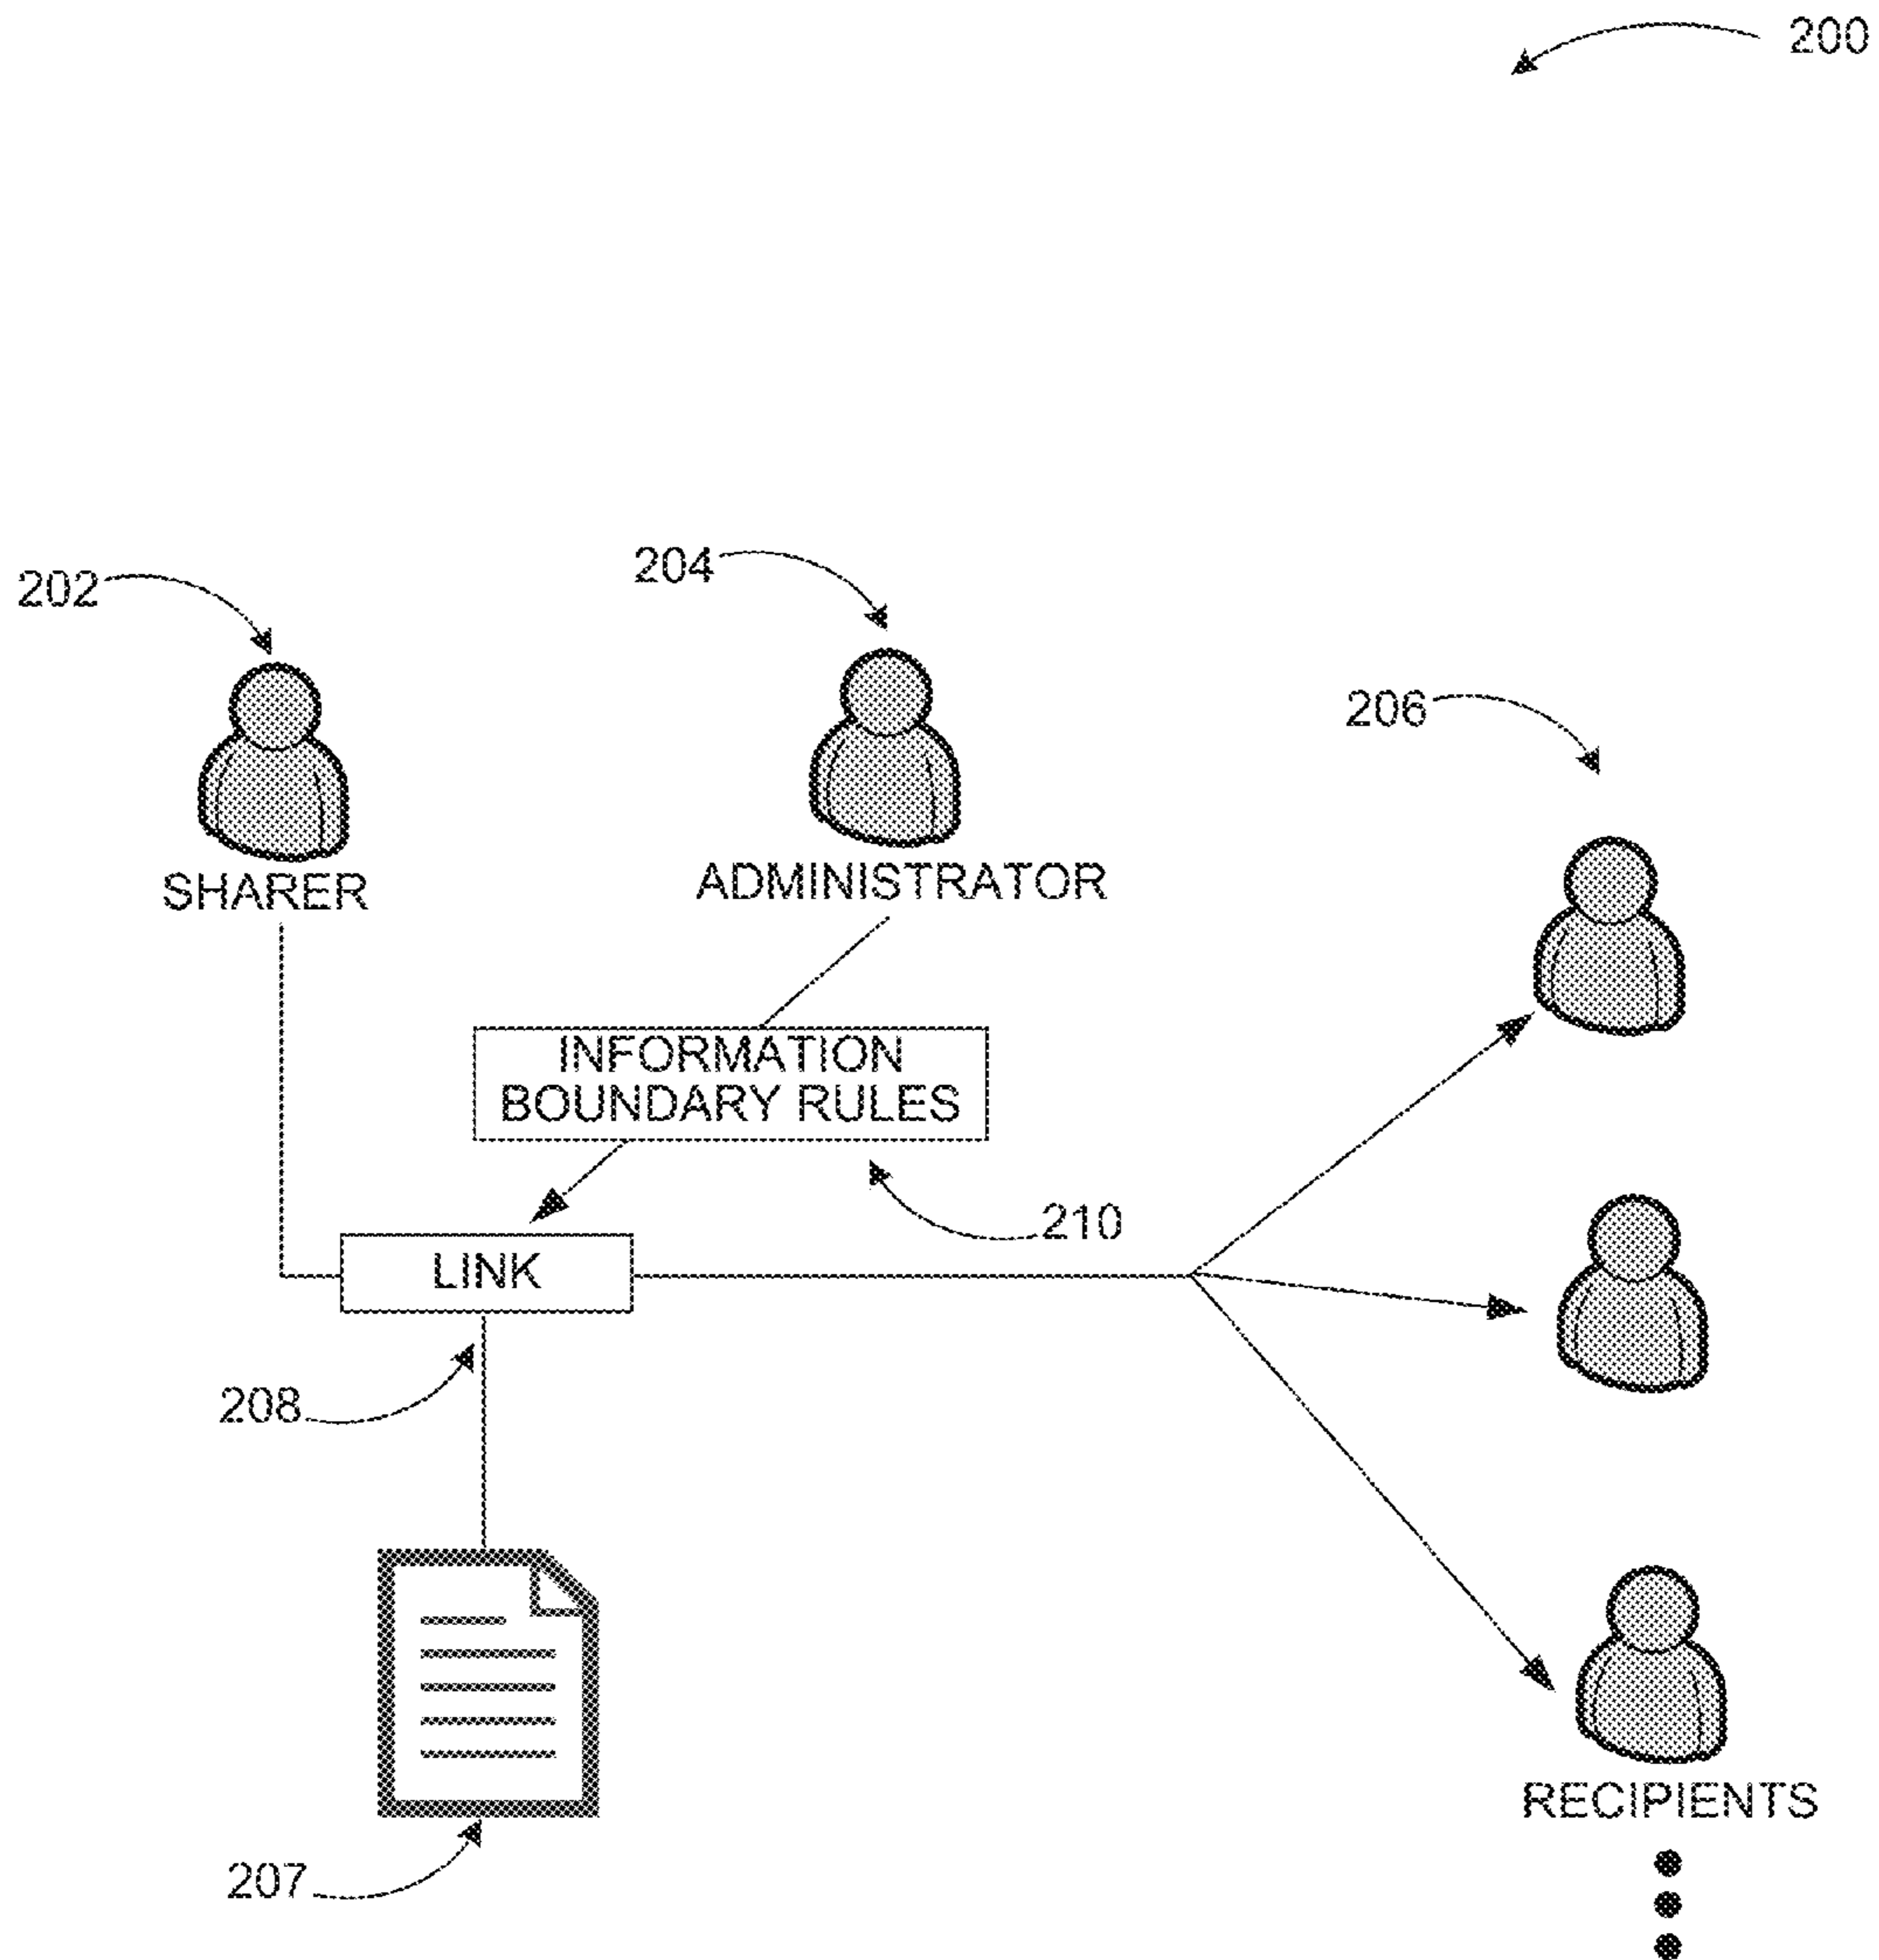 200
202
204
206
SHARER
ADMINISTRATOR
INFORMATION
BOUNDARY RULES
210
LINK
208
207
RECIPIENTS